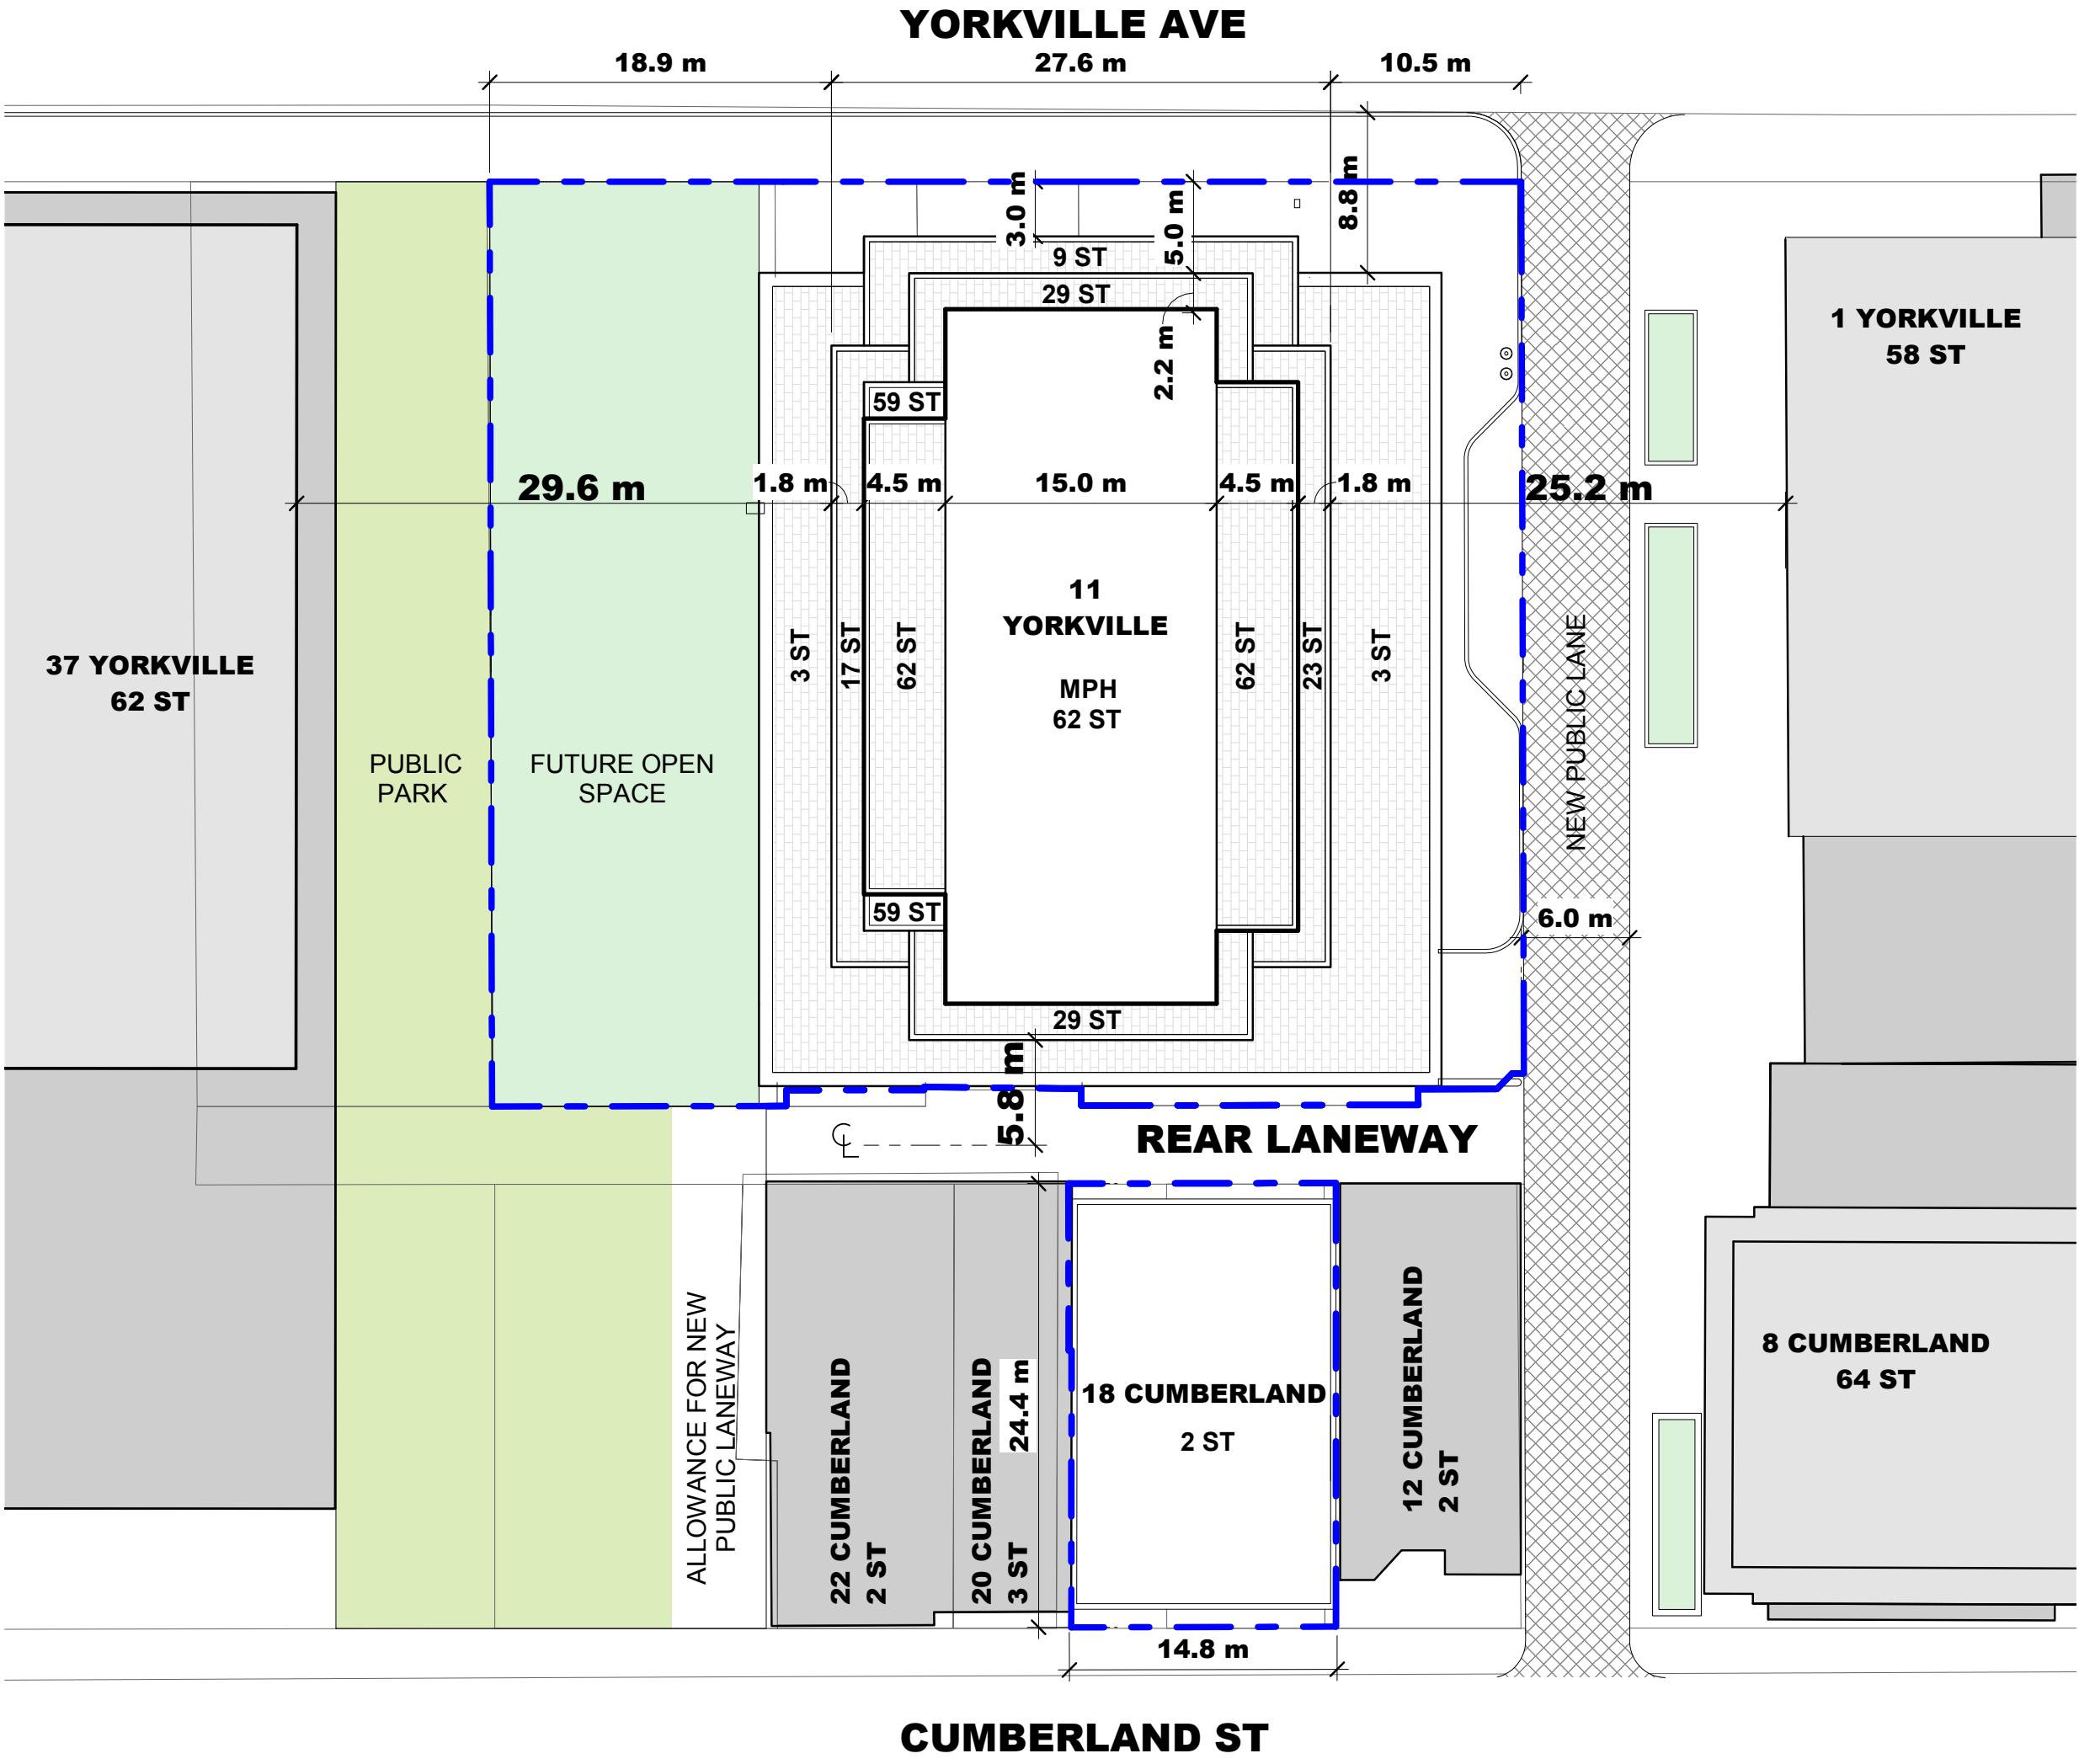 YORKVILLE AVE
18.9 m
27.6 m
10.5 m
3.0 m
5.0 m
8.8 m
9 ST
29 ST
2.2 m
1 YORKVILLE
58 ST
59 ST
29.6 m
1.8 m
4.5 m
15.0 m
4.5 m
1.8 m
25.2 m
11
YORKVILLE
MPH
62 ST
3 ST
17 ST
62 ST
62 ST
23 ST
3 ST
37 YORKVILLE
62 ST
PUBLIC
PARK
FUTURE OPEN
SPACE
NEW PUBLIC LANE
59 ST
6.0 m
29 ST
5.8 m
CL
REAR LANEWAY
ALLOWANCE FOR NEW
PUBLIC LANEWAY
22 CUMBERLAND
2 ST
20 CUMBERLAND
3 ST
24.4 m
18 CUMBERLAND
2 ST
12 CUMBERLAND
2 ST
8 CUMBERLAND
64 ST
14.8 m
CUMBERLAND ST